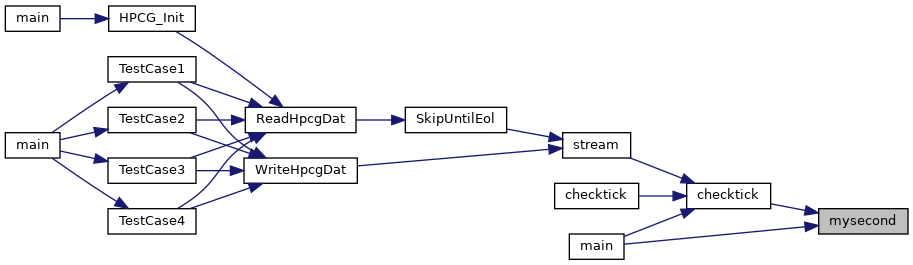 main
HPCG_Init
TestCase1
TestCase2
main
TestCase3
TestCase4
ReadHpcgDat
WriteHpcgDat
SkipUntilEol
stream
checktick
main
checktick
mysecond